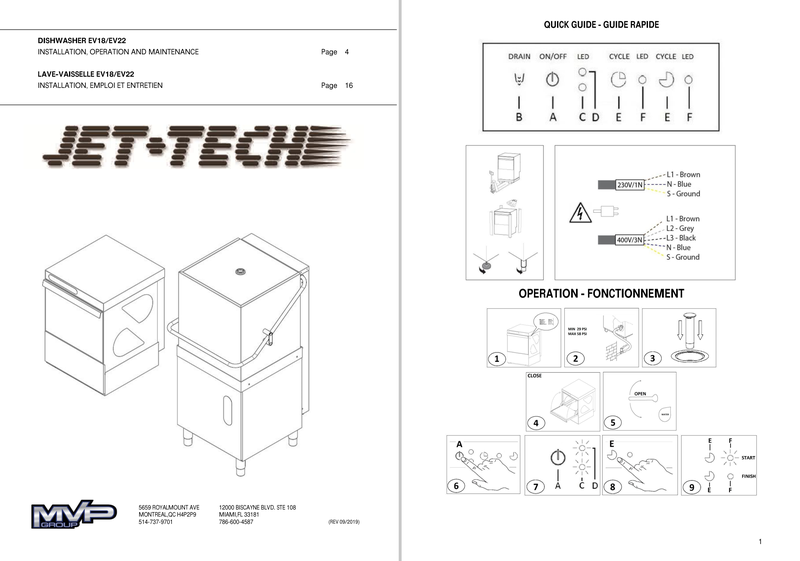 DISHWASHER EV18/EV22
INSTALLATION, OPERATION AND MAINTENANCE Page 4
LAVE-VAISSELLE EV18/EV22
INSTALLATION, EMPLOI ET ENTRETIEN Page 16
JET-TECH
MVP
GROUP
5659 ROYALMOUNT AVE
MONTREAL,QC H4P2P9
514-737-9701
12000 BISCAYNE BLVD. STE 108
MIAMI,FL 33181
786-600-4587
(REV 09/2019)
QUICK GUIDE - GUIDE RAPIDE
DRAIN ON/OFF LED CYCLE LED CYCLE LED
B A C D E F E F
230V/1N
L1 - Brown
N - Blue
S - Ground
400V/3N
L1 - Brown
L2 - Grey
L3 - Black
N - Blue
S - Ground
OPERATION - FONCTIONNEMENT
1
MIN 29 PSI
MAX 58 PSI
2
3
CLOSE
4
OPEN
5
A
6
A C D
7
E
8
E F
START
FINISH
E F
9
1